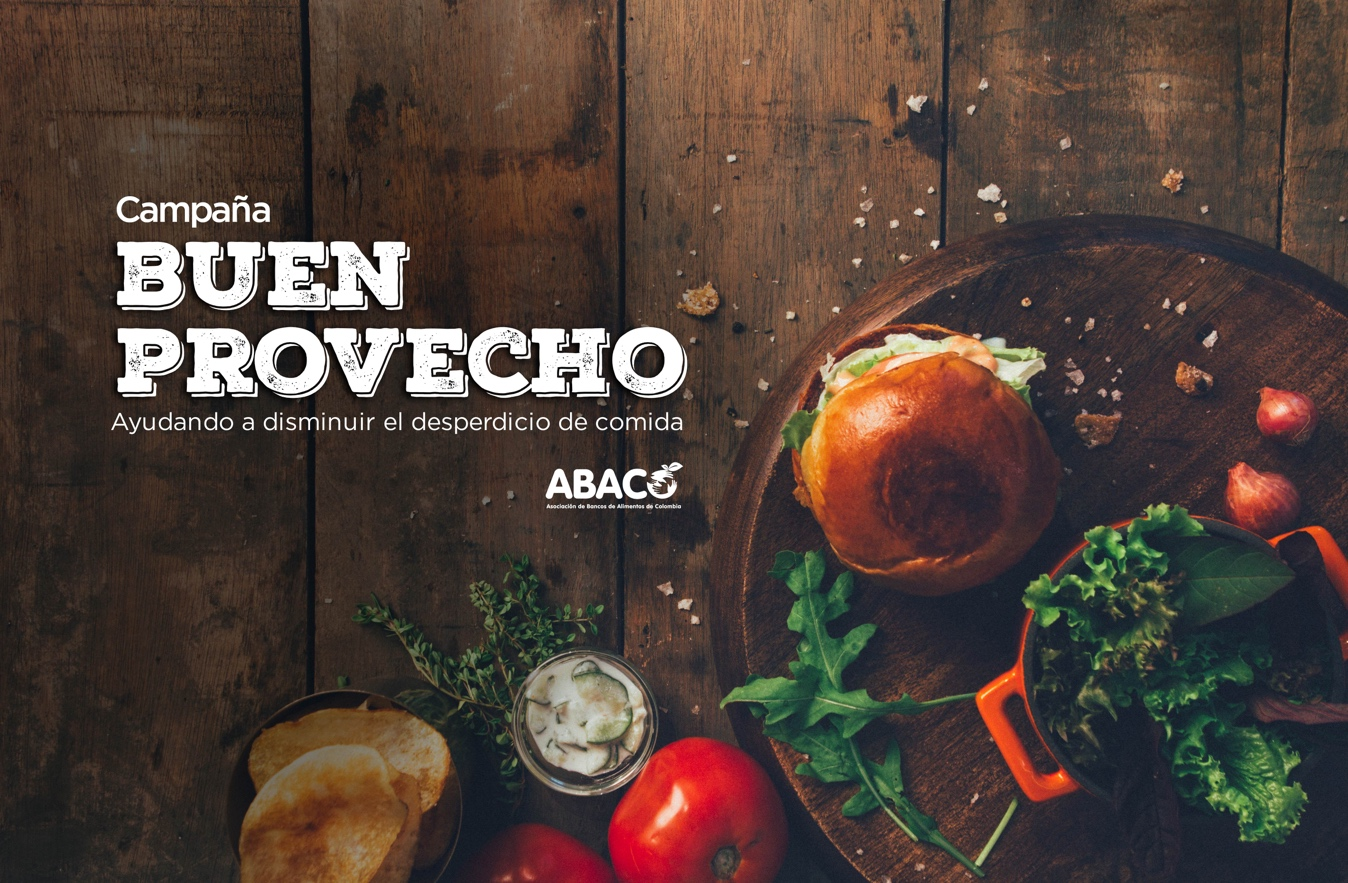 Campaña
BUEN
PROVECHO
Ayudando a disminuir el desperdicio de comida
ABACO
Asociación de Bancos de Alimentos de Colombia